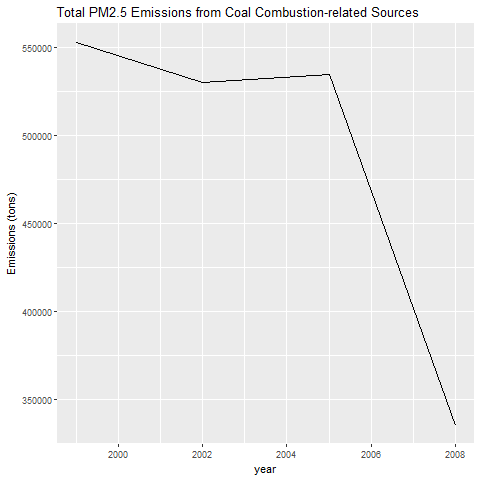 Total PM2.5 Emissions from Coal Combustion-related Sources
Emissions (tons)
550000
500000
450000
400000
350000
2000 2002 2004 2006 2008
year